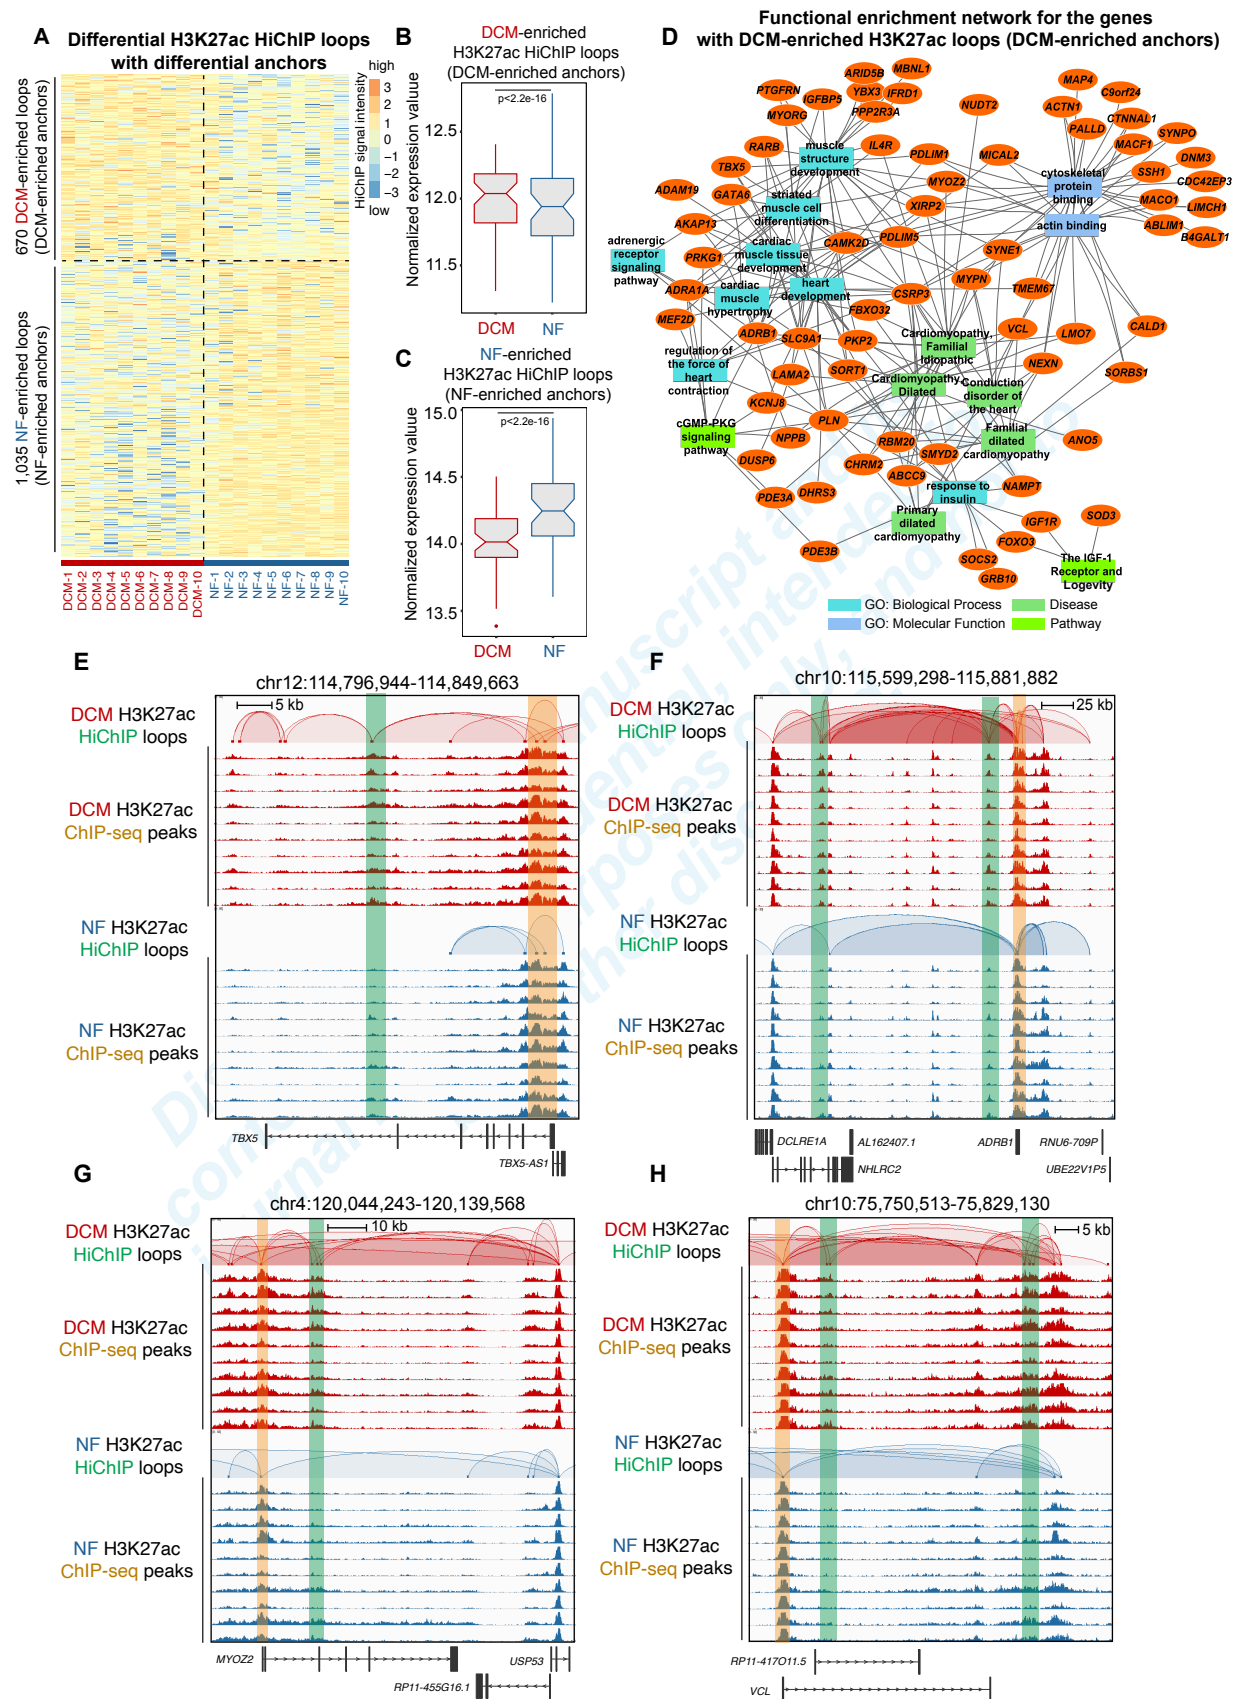 A
Differential H3K27ac HiChIP loops
with differential anchors
670 DCM-enriched loops
(DCM-enriched anchors)
1,035 NF-enriched loops
(NF-enriched anchors)
high
3
2
1
0
−1
−2
−3
low
HiChIP signal intensity
DCM-1
DCM-2
DCM-3
DCM-4
DCM-5
DCM-6
DCM-7
DCM-8
DCM-9
DCM-10
NF-1
NF-2
NF-3
NF-4
NF-5
NF-6
NF-7
NF-8
NF-9
NF-10
B
DCM-enriched
H3K27ac HiChIP loops
(DCM-enriched anchors)
p<2.2e-16
Normalized expression valuue
12.5
12.0
11.5
DCM
NF
C
NF-enriched
H3K27ac HiChIP loops
(NF-enriched anchors)
p<2.2e-16
Normalized expression valuue
15.0
14.5
14.0
13.5
DCM
NF
D
Functional enrichment network for the genes
with DCM-enriched H3K27ac loops (DCM-enriched anchors)
ARID5B
MBNL1
PTGFRN
IGFBP5
YBX3
IFRD1
MYORG
PPP2R3A
NUDT2
MAP4
C9orf24
ACTN1
CTNNAL1
PALLD
SYNPO
MACF1
RARB
IL4R
PDLIM1
MICAL2
DNM3
SSH1
CDC42EP3
TBX5
muscle
structure
development
cytoskeletal
protein
binding
MYOZ2
ADAM19
GATA6
striated
muscle cell
differentiation
XIRP2
MACO1
LIMCH1
actin binding
ABLIM1
B4GALT1
AKAP13
adrenergic
receptor
signaling
pathway
PRKG1
cardiac
muscle tissue
development
CAMK2D
PDLIM5
SYNE1
ADRA1A
cardiac
muscle
hypertrophy
heart
development
CSRP3
MYPN
TMEM67
MEF2D
FBXO32
ADRB1
SLC9A1
PKP2
Cardiomyopathy,
Familial
Idiopathic
VCL
LMO7
CALD1
regulation of
the force of
heart
contraction
LAMA2
SORT1
NEXN
SORBS1
Cardiomyopathy,
Dilated
Conduction
disorder of
the heart
KCNJ8
PLN
cGMP-PKG
signaling
pathway
NPPB
RBM20
Familial
dilated
cardiomyopathy
ANO5
SMYD2
DUSP6
CHRM2
ABCC9
response to
insulin
NAMPT
PDE3A
DHRS3
Primary
dilated
cardiomyopathy
IGF1R
SOD3
FOXO3
PDE3B
SOCS2
GRB10
The IGF-1
Receptor and
Logevity
GO: Biological Process
Disease
GO: Molecular Function
Pathway
E
chr12:114,796,944-114,849,663
5 kb
DCM H3K27ac
HiChIP loops
DCM H3K27ac
ChIP-seq peaks
NF H3K27ac
HiChIP loops
NF H3K27ac
ChIP-seq peaks
TBX5
TBX5-AS1
F
chr10:115,599,298-115,881,882
25 kb
DCM H3K27ac
HiChIP loops
DCM H3K27ac
ChIP-seq peaks
NF H3K27ac
HiChIP loops
NF H3K27ac
ChIP-seq peaks
DCLRE1A
AL162407.1
ADRB1
RNU6-709P
NHLRC2
UBE22V1P5
G
chr4:120,044,243-120,139,568
10 kb
DCM H3K27ac
HiChIP loops
DCM H3K27ac
ChIP-seq peaks
NF H3K27ac
HiChIP loops
NF H3K27ac
ChIP-seq peaks
MYOZ2
USP53
RP11-455G16.1
H
chr10:75,750,513-75,829,130
5 kb
DCM H3K27ac
HiChIP loops
DCM H3K27ac
ChIP-seq peaks
NF H3K27ac
HiChIP loops
NF H3K27ac
ChIP-seq peaks
RP11-417O11.5
VCL